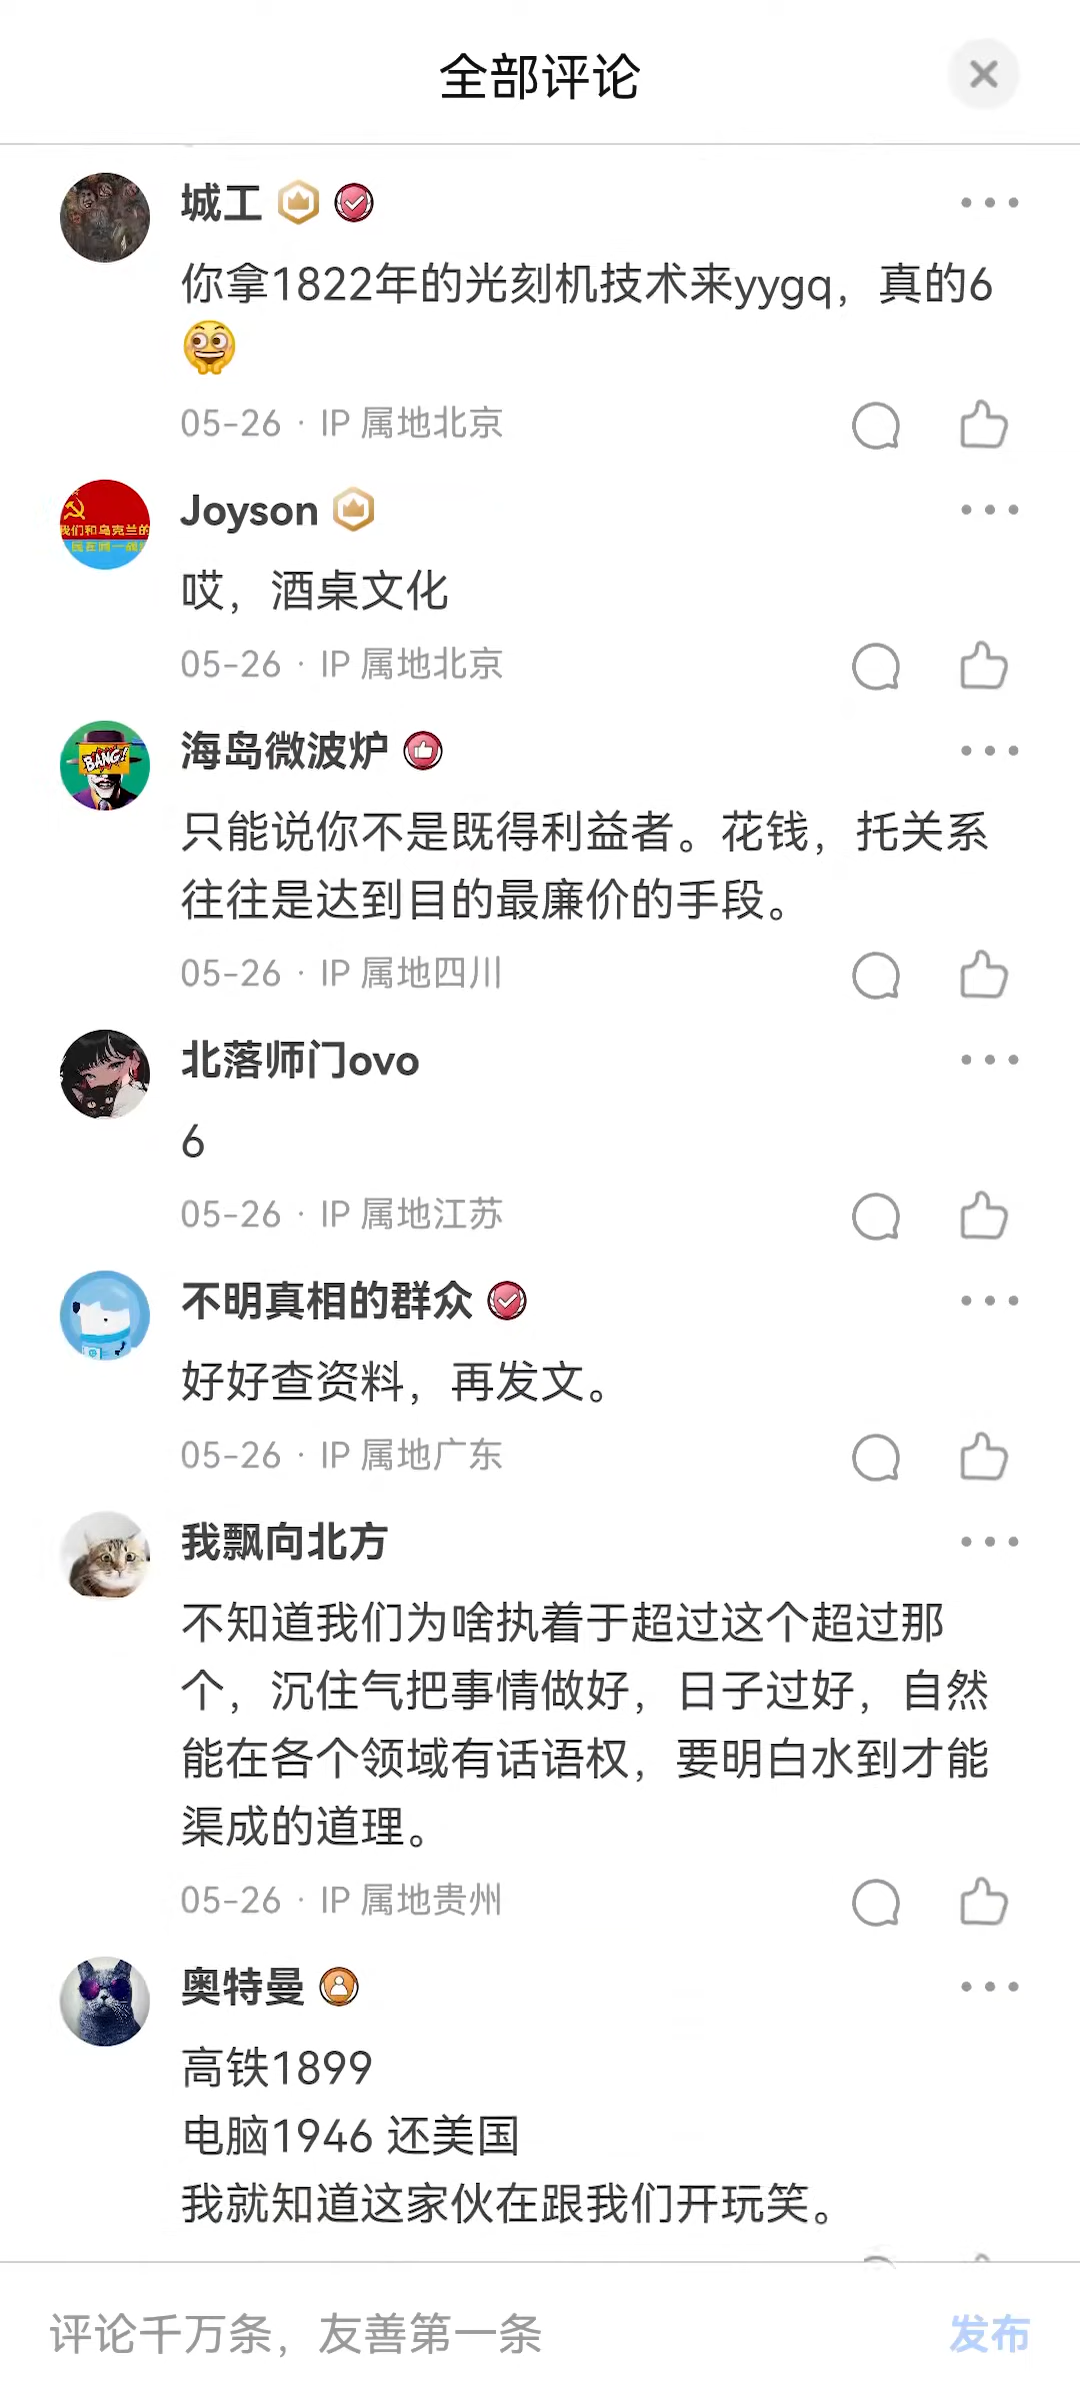 全部评论
城工
你拿1822年的光刻机技术来yygq，真的6
05-26 · IP 属地北京
我们和乌克兰的
Joyson
哎，酒桌文化
05-26 · IP 属地北京
BANG!
海岛微波炉
只能说你不是既得利益者。花钱，托关系
往往是达到目的最廉价的手段。
05-26 · IP 属地四川
北落师门ovo
6
05-26 · IP 属地江苏
不明真相的群众
好好查资料，再发文。
05-26 · IP 属地广东
我飘向北方
不知道我们为啥执着于超过这个超过那
个，沉住气把事情做好，日子过好，自然
能在各个领域有话语权，要明白水到才能
渠成的道理。
05-26 · IP 属地贵州
奥特曼
高铁1899
电脑1946 还美国
我就知道这家伙在跟我们开玩笑。
评论千万条，友善第一条
发布